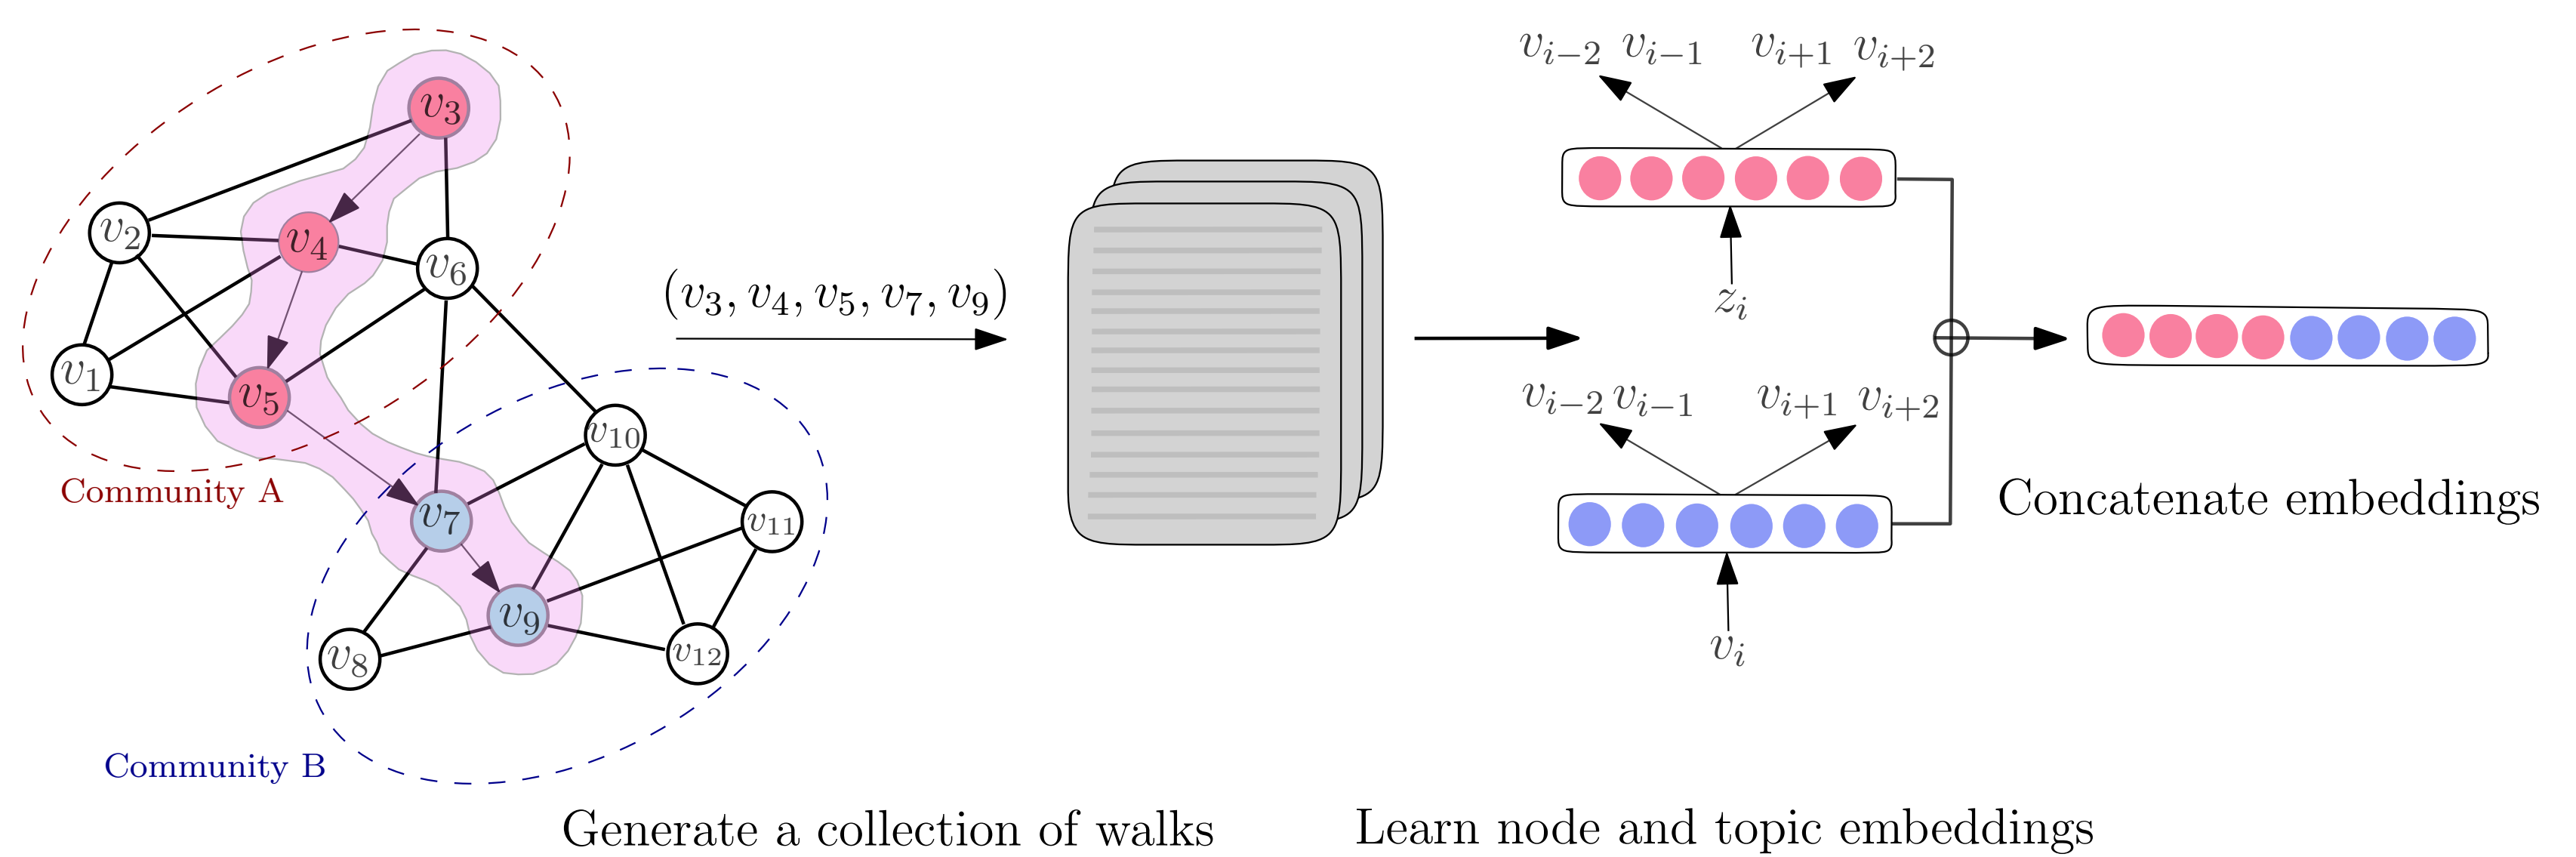 v3
v2
v4
v6
v1
v5
Community A
v10
v7
v11
v9
v8
v12
Community B
(v3, v4, v5, v7, v9)
Generate a collection of walks
vi−2 vi−1 vi+1 vi+2
zi
vi−2 vi−1 vi+1 vi+2
vi
Learn node and topic embeddings
Concatenate embeddings